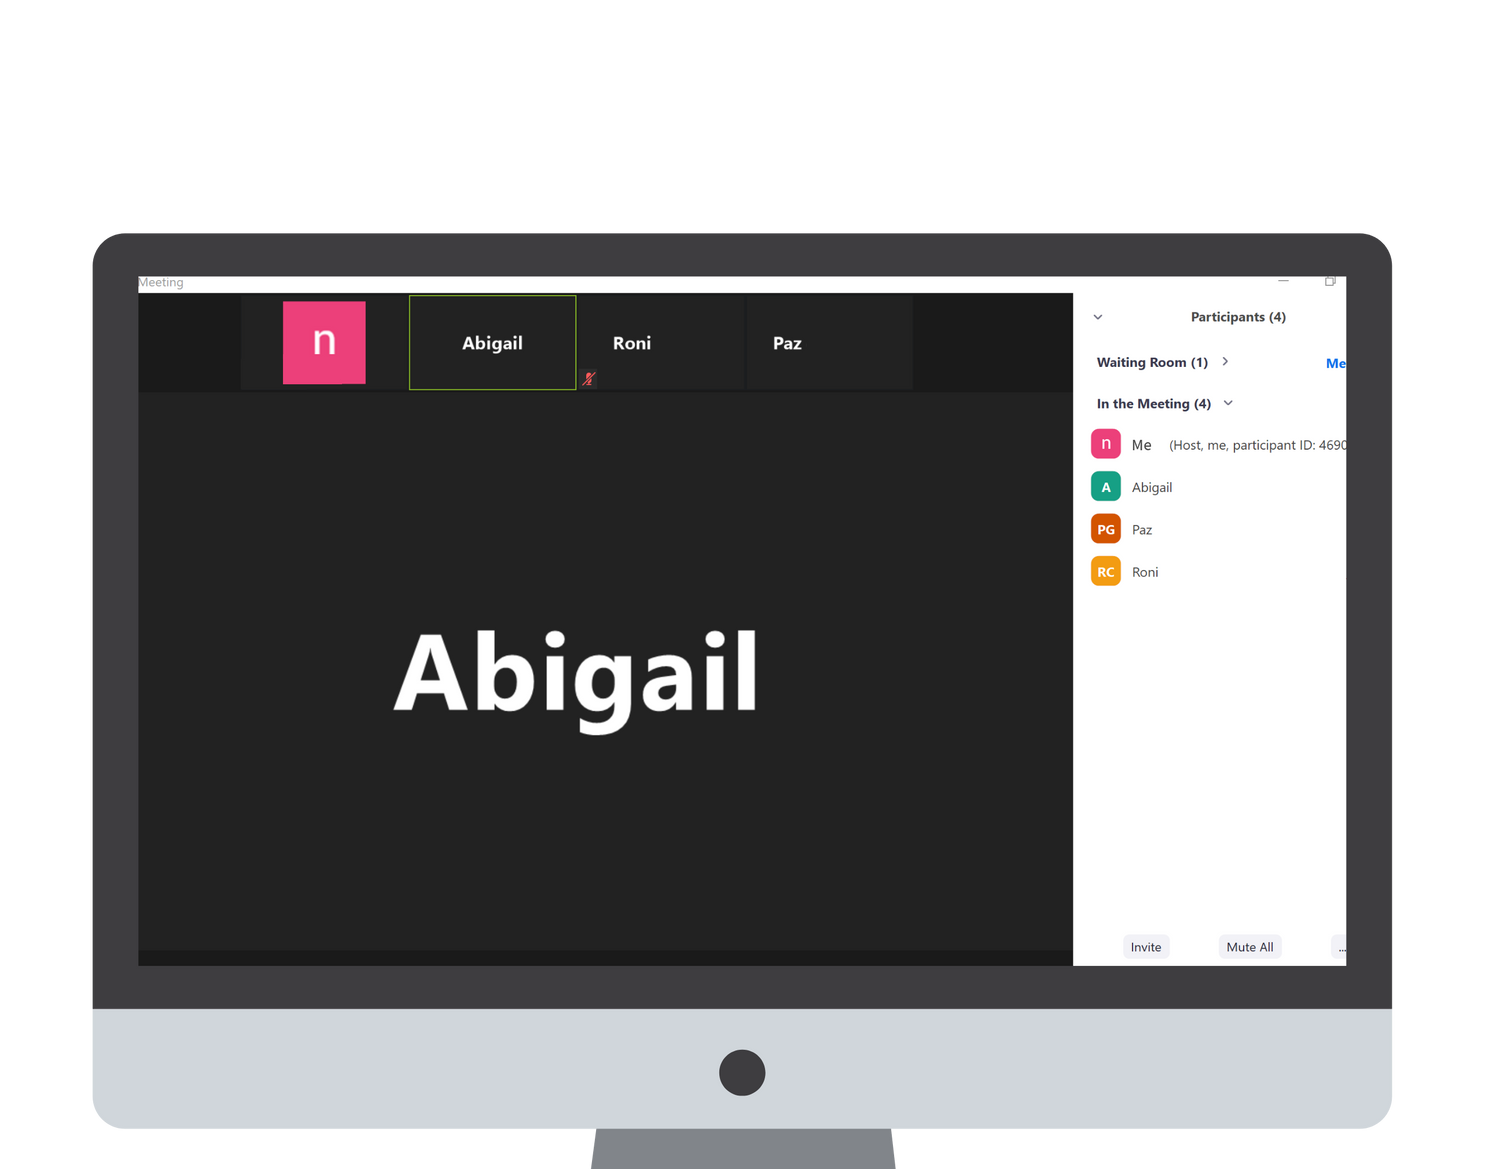 Meeting
n
Abigail
Roni
Paz
Abigail
Participants (4)
Waiting Room (1)
Me
In the Meeting (4)
n Me (Host, me, participant ID: 4690
A Abigail
PG Paz
RC Roni
Invite
Mute All
...